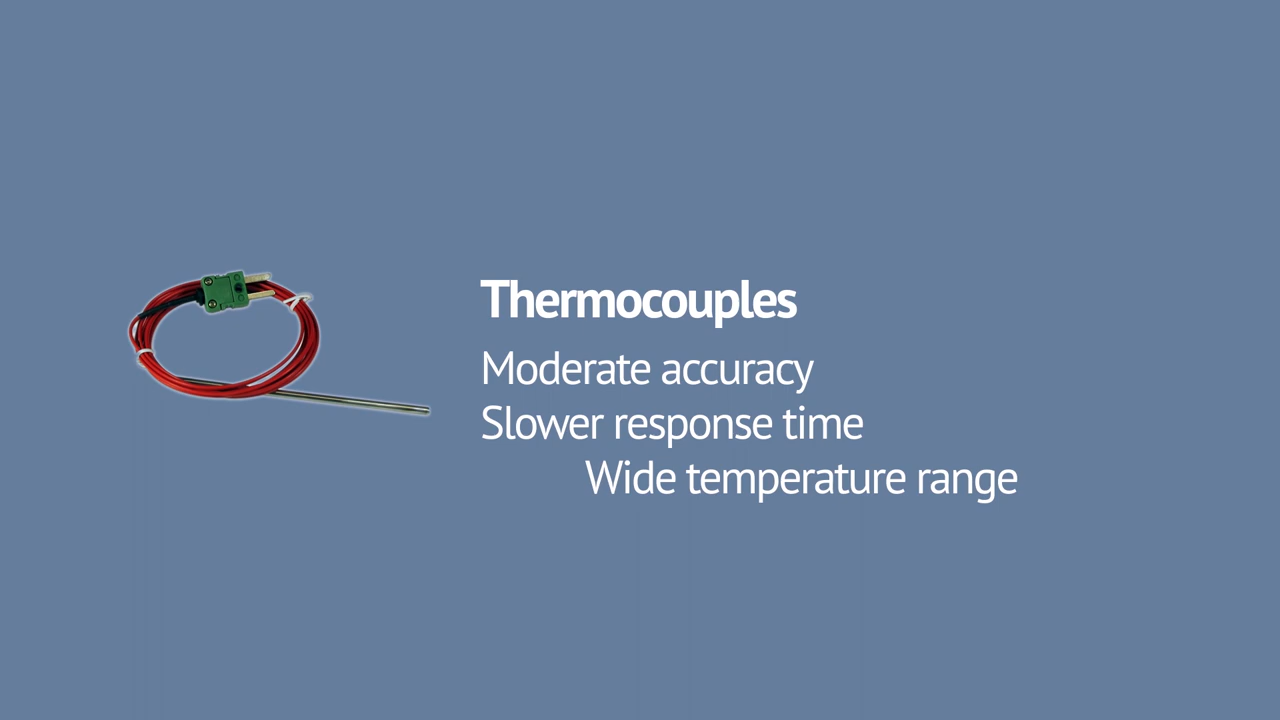 Thermocouples
Moderate accuracy
Slower response time
Wide temperature range